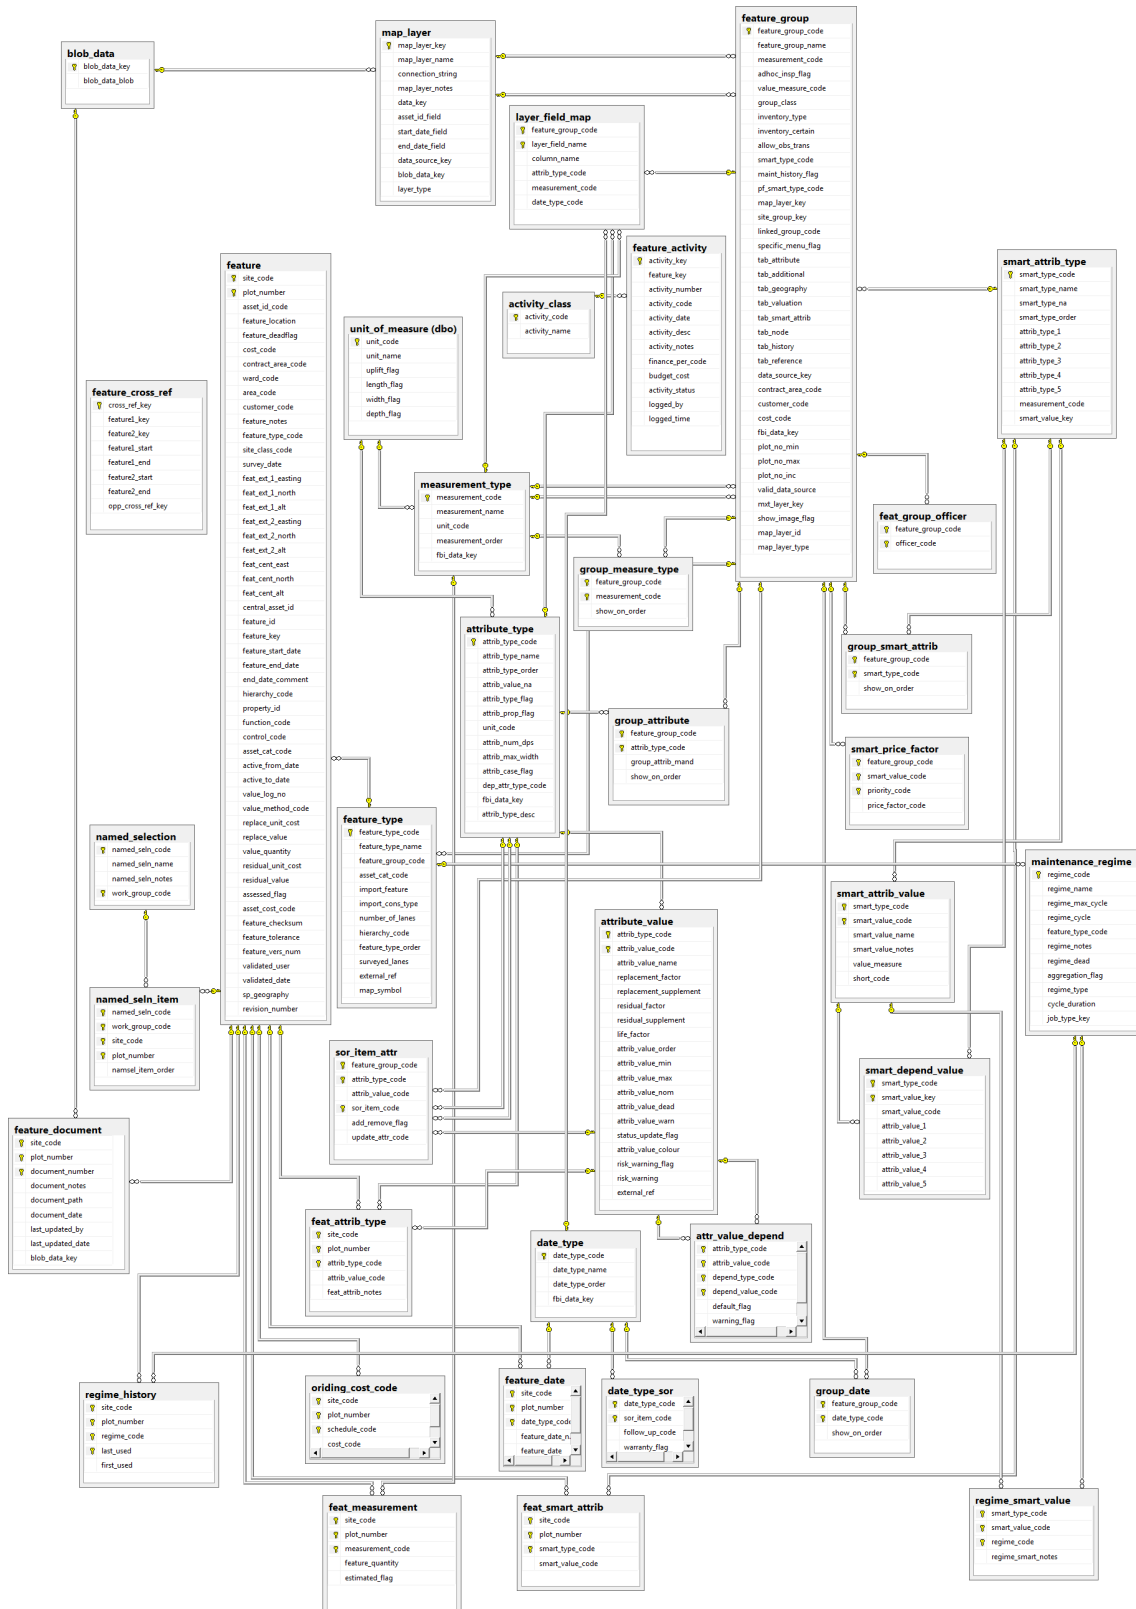 feature_group
feature_group_code
feature_group_name
measurement_code
adhoc_insp_flag
value_measure_code
group_class
inventory_type
inventory_certain
allow_obs_trans
smart_type_code
maint_history_flag
pf_smart_type_code
map_layer_key
site_group_key
linked_group_code
specific_menu_flag
tab_attribute
tab_additional
tab_geography
tab_valuation
tab_smart_attrib
tab_node
tab_history
tab_reference
data_source_key
contract_area_code
customer_code
cost_code
fbi_data_key
plot_no_min
plot_no_max
plot_no_inc
valid_data_source
mxt_layer_key
show_image_flag
map_layer_id
map_layer_type
map_layer
map_layer_key
map_layer_name
connection_string
map_layer_notes
data_key
asset_id_field
start_date_field
end_date_field
data_source_key
blob_data_key
layer_type
blob_data
blob_data_key
blob_data_blob
layer_field_map
feature_group_code
layer_field_name
column_name
attrib_type_code
measurement_code
date_type_code
feature_activity
activity_key
feature_key
activity_number
activity_code
activity_date
activity_desc
activity_notes
finance_per_code
budget_cost
activity_status
logged_by
logged_time
smart_attrib_type
smart_type_code
smart_type_name
smart_type_na
smart_type_order
attrib_type_1
attrib_type_2
attrib_type_3
attrib_type_4
attrib_type_5
measurement_code
smart_value_key
feature
site_code
plot_number
asset_id_code
feature_location
feature_deadflag
cost_code
contract_area_code
ward_code
area_code
customer_code
feature_notes
feature_type_code
site_class_code
survey_date
feat_ext_1_easting
feat_ext_1_north
feat_ext_1_alt
feat_ext_2_easting
feat_ext_2_north
feat_ext_2_alt
feat_cent_east
feat_cent_north
feat_cent_alt
central_asset_id
feature_id
feature_key
feature_start_date
feature_end_date
end_date_comment
hierarchy_code
property_id
function_code
control_code
asset_cat_code
active_from_date
active_to_date
value_log_no
value_method_code
replace_unit_cost
replace_value
value_quantity
residual_unit_cost
residual_value
assessed_flag
asset_cost_code
feature_checksum
feature_tolerance
feature_vers_num
validated_user
validated_date
sp_geography
revision_number
activity_class
activity_code
activity_name
unit_of_measure (dbo)
unit_code
unit_name
uplift_flag
length_flag
width_flag
depth_flag
feature_cross_ref
cross_ref_key
feature1_key
feature2_key
feature1_start
feature1_end
feature2_start
feature2_end
opp_cross_ref_key
measurement_type
measurement_code
measurement_name
unit_code
measurement_order
fbi_data_key
feat_group_officer
feature_group_code
officer_code
group_measure_type
feature_group_code
measurement_code
show_on_order
attribute_type
attrib_type_code
attrib_type_name
attrib_type_order
attrib_value_na
attrib_type_flag
attrib_prop_flag
unit_code
attrib_num_dps
attrib_max_width
attrib_case_flag
dep_attr_type_code
fbi_data_key
attrib_type_desc
group_smart_attrib
feature_group_code
smart_type_code
show_on_order
group_attribute
feature_group_code
attrib_type_code
group_attrib_mand
show_on_order
smart_price_factor
feature_group_code
smart_value_code
priority_code
price_factor_code
feature_type
feature_type_code
feature_type_name
feature_group_code
asset_cat_code
import_feature
import_cons_type
number_of_lanes
hierarchy_code
feature_type_order
surveyed_lanes
external_ref
map_symbol
named_selection
named_seln_code
named_seln_name
named_seln_notes
work_group_code
maintenance_regime
regime_code
regime_name
regime_max_cycle
regime_cycle
feature_type_code
regime_notes
regime_dead
aggregation_flag
regime_type
cycle_duration
job_type_key
smart_attrib_value
smart_type_code
smart_value_code
smart_value_name
smart_value_notes
value_measure
short_code
attribute_value
attrib_type_code
attrib_value_code
attrib_value_name
replacement_factor
replacement_supplement
residual_factor
residual_supplement
life_factor
attrib_value_order
attrib_value_min
attrib_value_max
attrib_value_nom
attrib_value_dead
attrib_value_warn
status_update_flag
attrib_value_colour
risk_warning_flag
risk_warning
external_ref
named_seln_item
named_seln_code
work_group_code
site_code
plot_number
namsel_item_order
sor_item_attr
feature_group_code
attrib_type_code
attrib_value_code
sor_item_code
add_remove_flag
update_attr_code
smart_depend_value
smart_type_code
smart_value_key
smart_value_code
attrib_value_1
attrib_value_2
attrib_value_3
attrib_value_4
attrib_value_5
feature_document
site_code
plot_number
document_number
document_notes
document_path
document_date
last_updated_by
last_updated_date
blob_data_key
feat_attrib_type
site_code
plot_number
attrib_type_code
attrib_value_code
feat_attrib_notes
date_type
date_type_code
date_type_name
date_type_order
fbi_data_key
attr_value_depend
attrib_type_code
attrib_value_code
depend_type_code
depend_value_code
default_flag
warning_flag
regime_history
site_code
plot_number
regime_code
last_used
first_used
oriding_cost_code
site_code
plot_number
schedule_code
cost_code
feature_date
site_code
plot_number
date_type_code
feature_date_n
feature_date
date_type_sor
date_type_code
sor_item_code
follow_up_code
warranty_flag
group_date
feature_group_code
date_type_code
show_on_order
feat_measurement
site_code
plot_number
measurement_code
feature_quantity
estimated_flag
feat_smart_attrib
site_code
plot_number
smart_type_code
smart_value_code
regime_smart_value
smart_type_code
smart_value_code
regime_code
regime_smart_notes